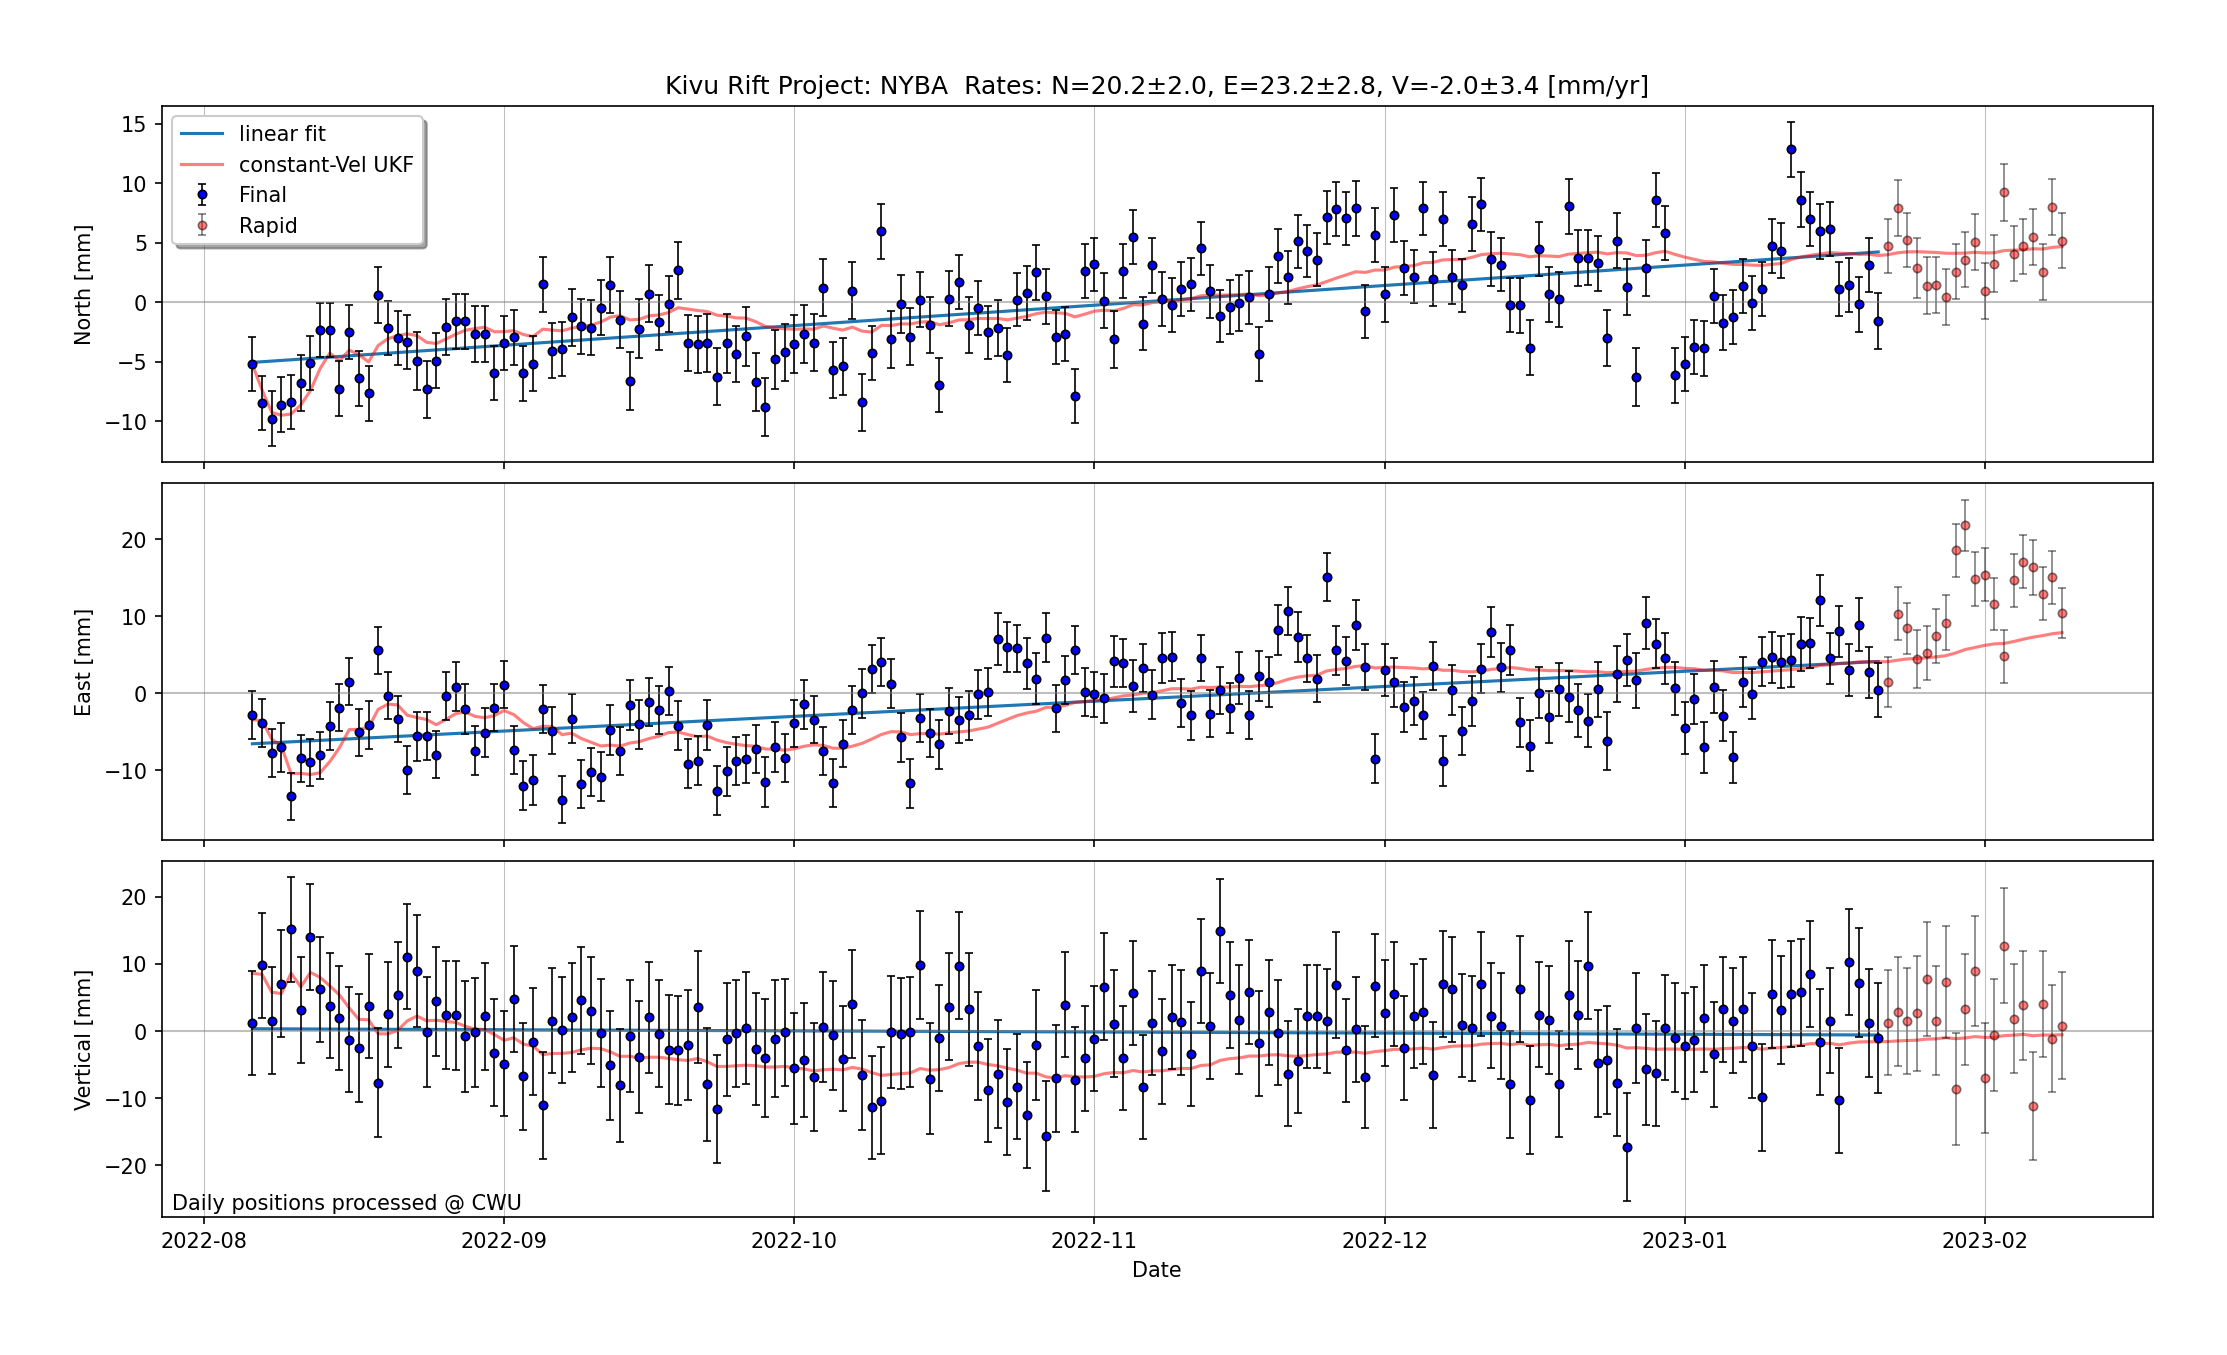 Kivu Rift Project: NYBA  Rates: N=20.2±2.0, E=23.2±2.8, V=-2.0±3.4 [mm/yr]
linear fit
constant-Vel UKF
Final
Rapid
North [mm]
15
10
5
0
−5
−10
East [mm]
20
10
0
−10
Vertical [mm]
20
10
0
−10
−20
Daily positions processed @ CWU
2022-08 2022-09 2022-10 2022-11 2022-12 2023-01 2023-02
Date